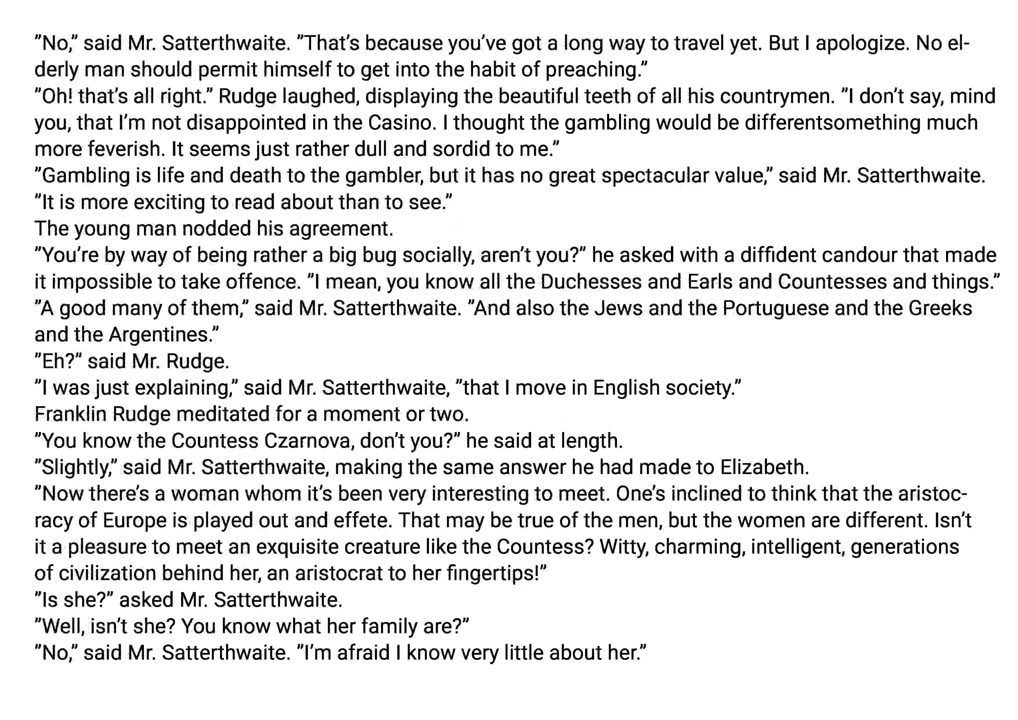 "No," said Mr. Satterthwaite. "That's because you've got a long way to travel yet. But I apologize. No el-
derly man should permit himself to get into the habit of preaching."
"Oh! that's all right." Rudge laughed, displaying the beautiful teeth of all his countrymen. "I don't say, mind
you, that I'm not disappointed in the Casino. I thought the gambling would be differentsomething much
more feverish. It seems just rather dull and sordid to me."
"Gambling is life and death to the gambler, but it has no great spectacular value," said Mr. Satterthwaite.
"It is more exciting to read about than to see."
The young man nodded his agreement.
"You're by way of being rather a big bug socially, aren't you?" he asked with a diffident candour that made
it impossible to take offence. "I mean, you know all the Duchesses and Earls and Countesses and things."
"A good many of them," said Mr. Satterthwaite. "And also the Jews and the Portuguese and the Greeks
and the Argentines."
"Eh?" said Mr. Rudge.
"I was just explaining," said Mr. Satterthwaite, "that I move in English society."
Franklin Rudge meditated for a moment or two.
"You know the Countess Czarnova, don't you?" he said at length.
"Slightly," said Mr. Satterthwaite, making the same answer he had made to Elizabeth.
"Now there's a woman whom it's been very interesting to meet. One's inclined to think that the aristoc-
racy of Europe is played out and effete. That may be true of the men, but the women are different. Isn't
it a pleasure to meet an exquisite creature like the Countess? Witty, charming, intelligent, generations
of civilization behind her, an aristocrat to her fingertips!"
"Is she?" asked Mr. Satterthwaite.
"Well, isn't she? You know what her family are?"
"No," said Mr. Satterthwaite. "I'm afraid I know very little about her."